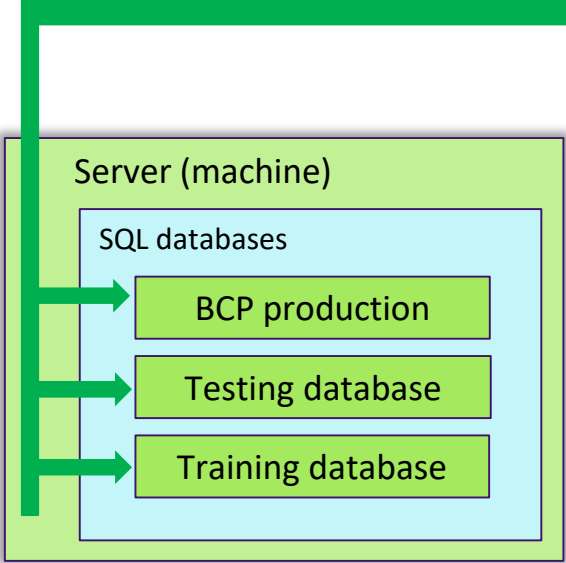 Server (machine)
SQL databases
BCP production
Testing database
Training database